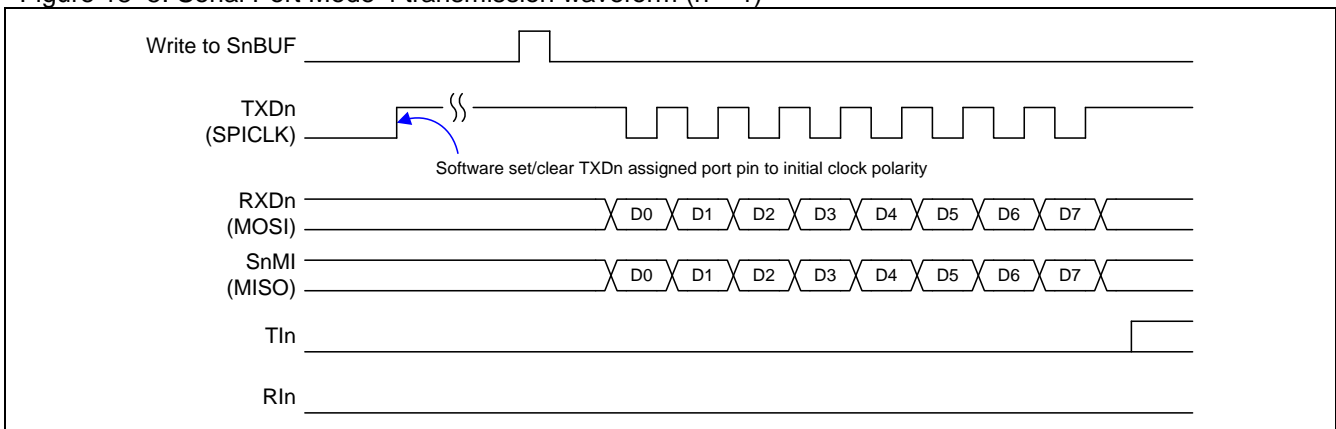 Write to SnBUF
TXDn
(SPICLK)
Software set/clear TXDn assigned port pin to initial clock polarity
RXDn
(MOSI)
D0 D1 D2 D3 D4 D5 D6 D7
SnMI
(MISO)
D0 D1 D2 D3 D4 D5 D6 D7
TIn
RIn